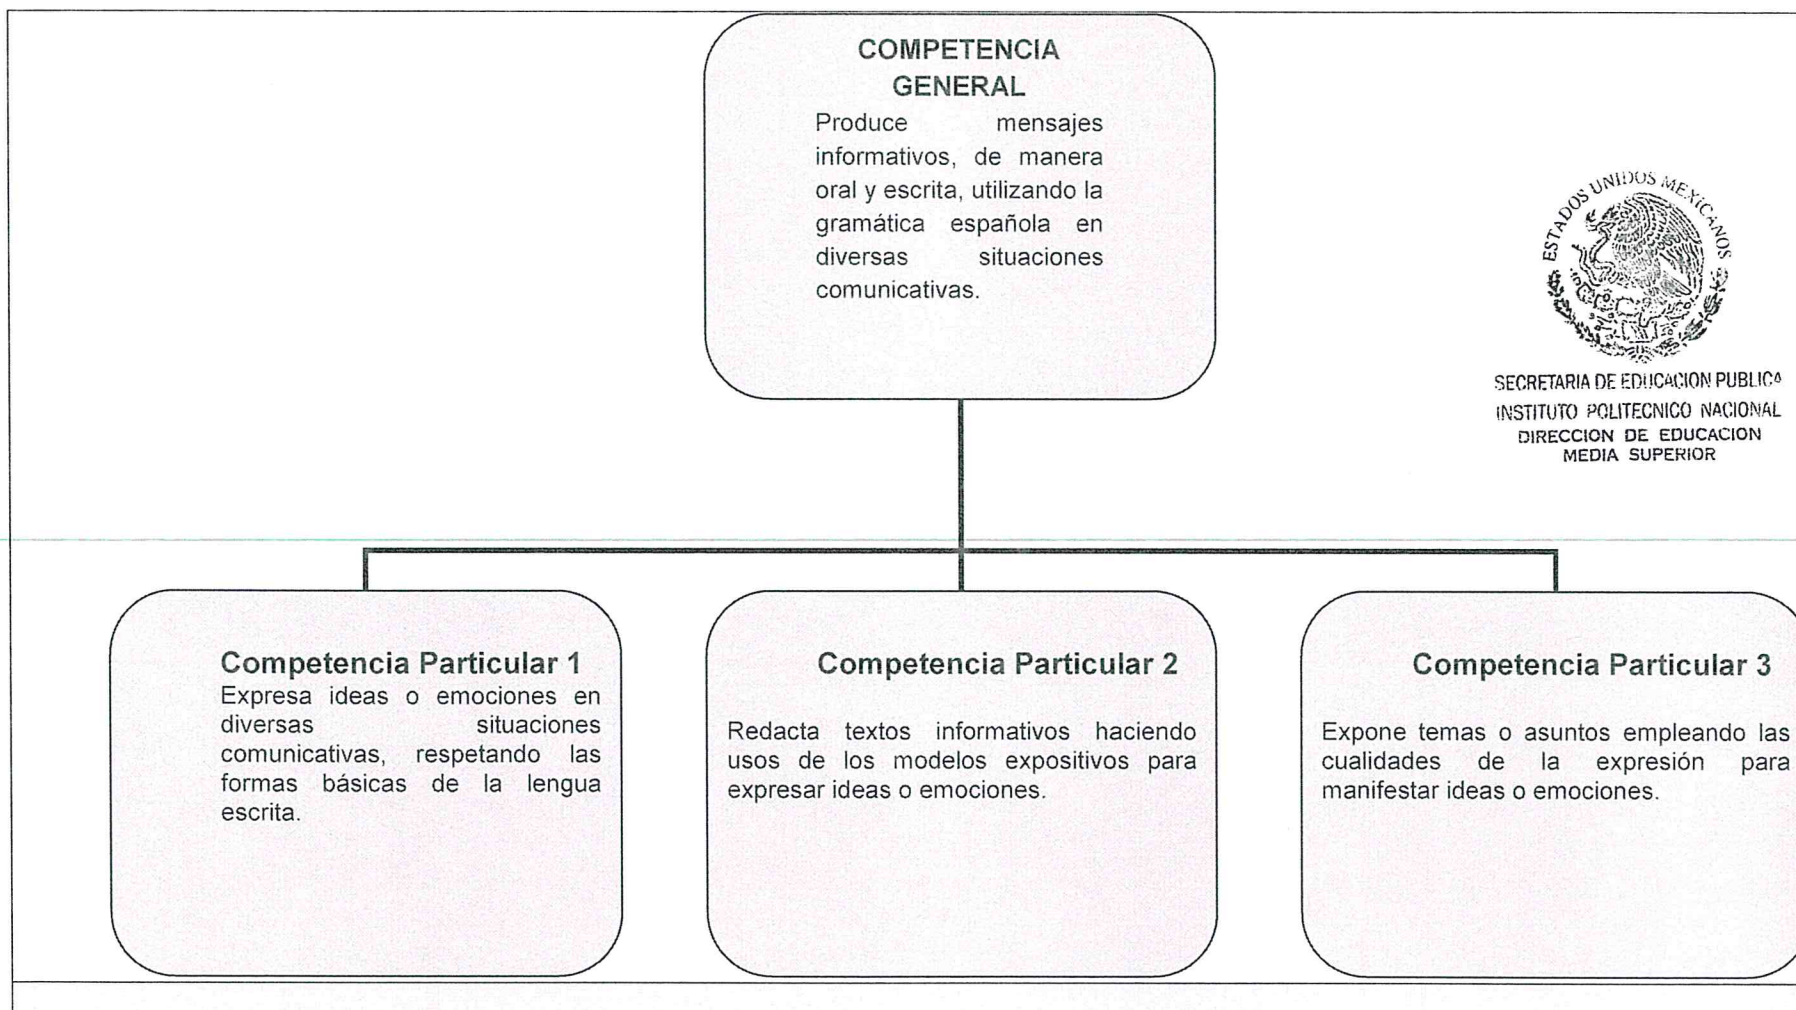 COMPETENCIA
GENERAL
Produce mensajes
informativos, de manera
oral y escrita, utilizando la
gramática española en
diversas situaciones
comunicativas.
ESTADOS UNIDOS MEXICANOS
SECRETARIA DE EDUCACION PUBLICA
INSTITUTO POLITECNICO NACIONAL
DIRECCION DE EDUCACION
MEDIA SUPERIOR
Competencia Particular 1
Expresa ideas o emociones en
diversas situaciones
comunicativas, respetando las
formas básicas de la lengua
escrita.
Competencia Particular 2
Redacta textos informativos haciendo
usos de los modelos expositivos para
expresar ideas o emociones.
Competencia Particular 3
Expone temas o asuntos empleando las
cualidades de la expresión para
manifestar ideas o emociones.